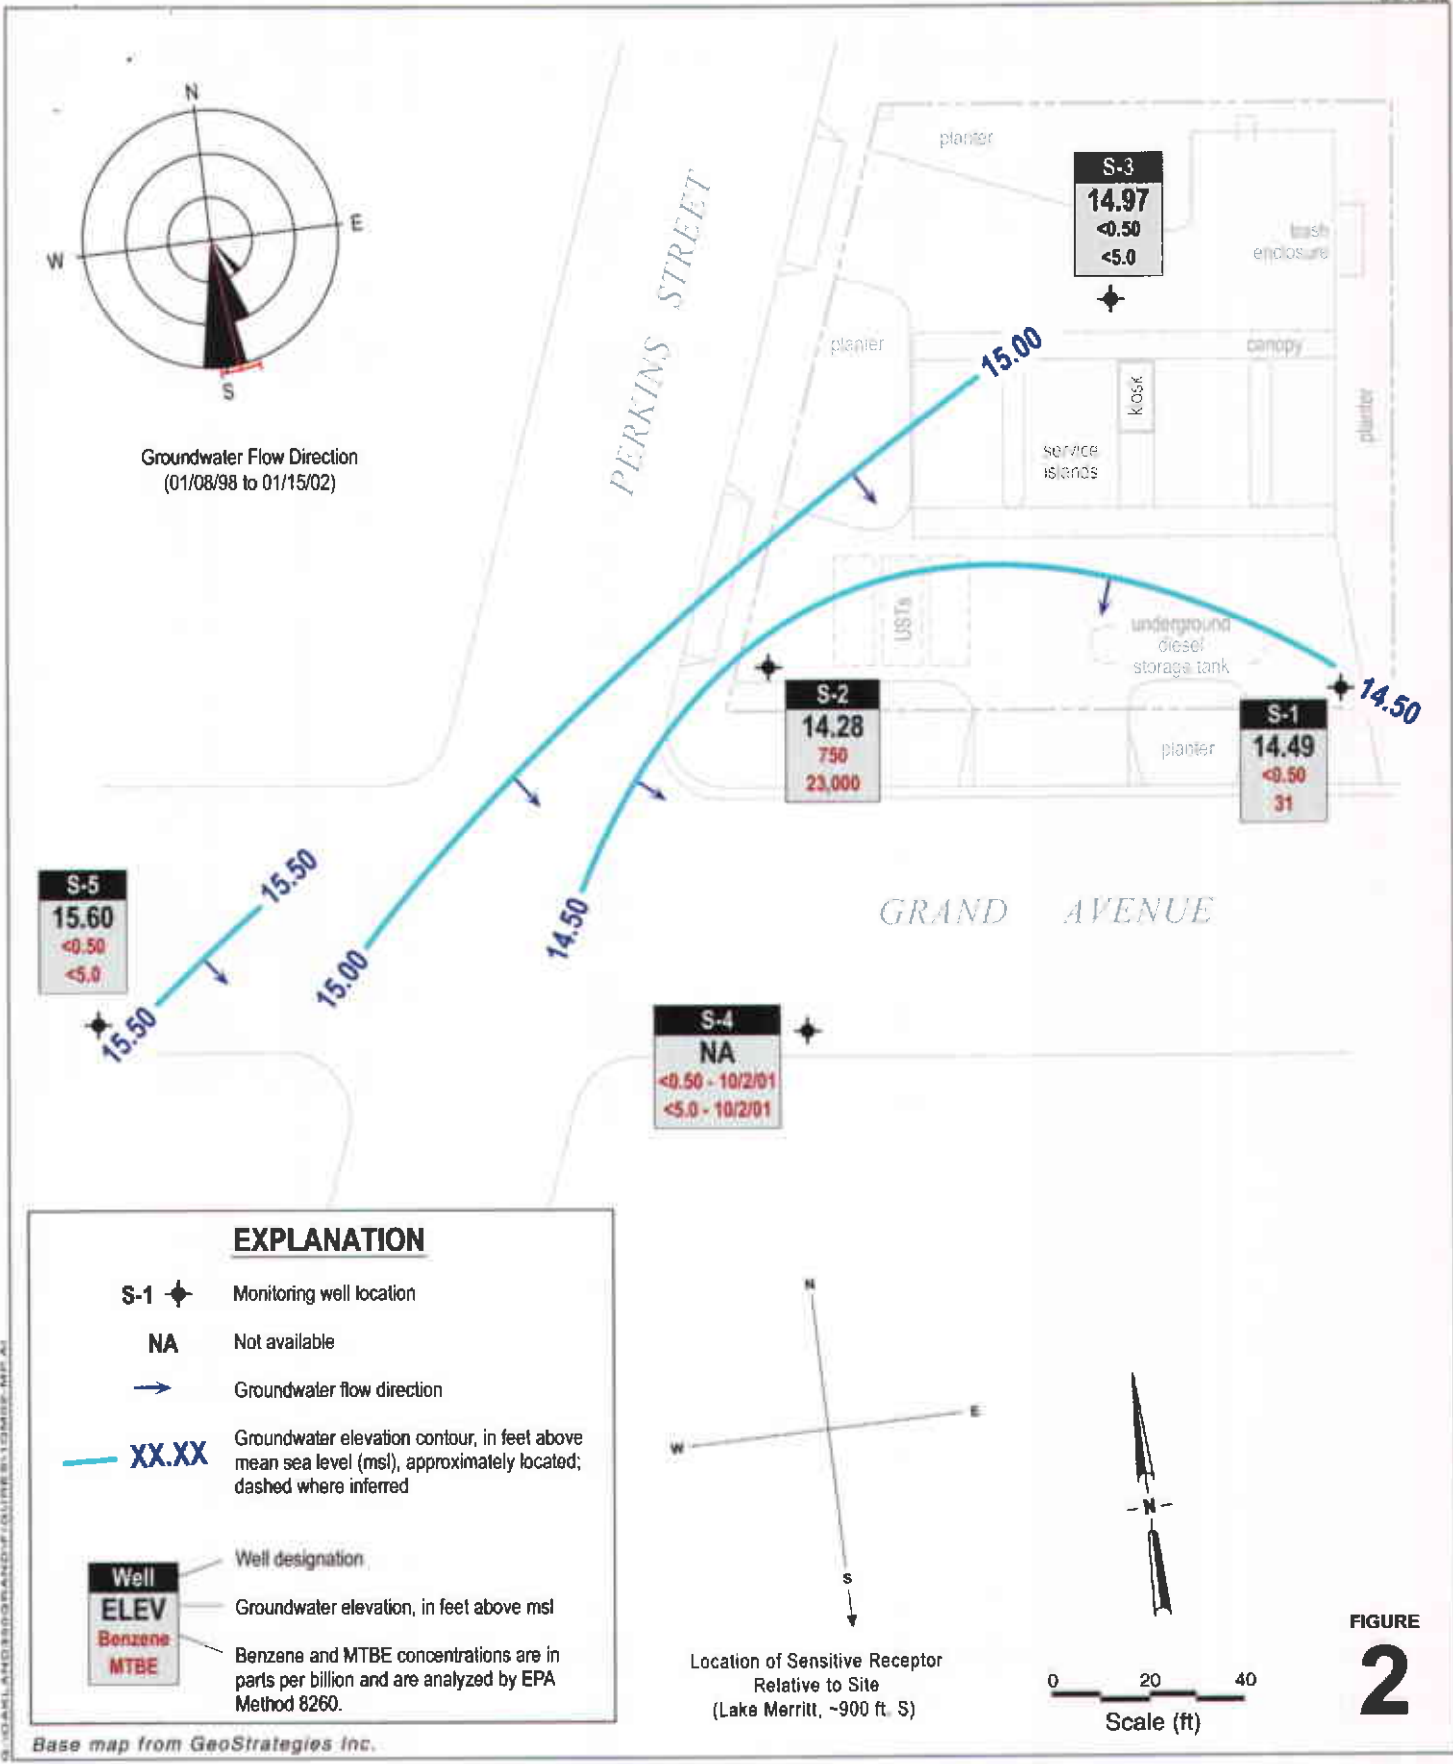 N
E
W
S
Groundwater Flow Direction
(01/08/98 to 01/15/02)
PERKINS STREET
planter
S-3
14.97
<0.50
<5.0
trash
enclosure
planter
15.00
canopy
kiosk
planter
service
islands
USTs
underground
diesel
storage tank
S-2
14.28
750
23,000
14.50
S-1
14.49
<0.50
31
planter
S-5
15.60
<0.50
<5.0
15.50
15.50
15.00
14.50
GRAND AVENUE
S-4
NA
<0.50 - 10/2/01
<5.0 - 10/2/01
EXPLANATION
S-1 Monitoring well location
NA Not available
Groundwater flow direction
XX.XX Groundwater elevation contour, in feet above
mean sea level (msl), approximately located;
dashed where inferred
Well
ELEV
Benzene
MTBE
Well designation
Groundwater elevation, in feet above msl
Benzene and MTBE concentrations are in
parts per billion and are analyzed by EPA
Method 8260.
N
E
W
S
Location of Sensitive Receptor
Relative to Site
(Lake Merritt, ~900 ft. S)
N
0 20 40
Scale (ft)
FIGURE
2
Base map from GeoStrategies Inc.